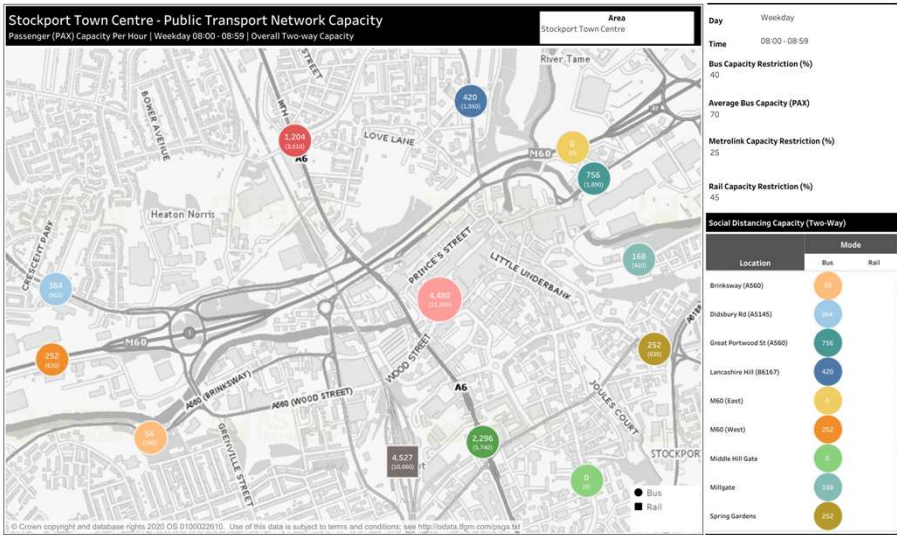 Stockport Town Centre - Public Transport Network Capacity
Passenger (PAX) Capacity Per Hour | Weekday 08:00 - 08:59 | Overall Two-way Capacity
Area
Stockport Town Centre
Day
Weekday
Time
08:00 - 08:59
Bus Capacity Restriction (%)
40
Average Bus Capacity (PAX)
70
Metrolink Capacity Restriction (%)
25
Rail Capacity Restriction (%)
45
STREET
River Tame
BOWER AVENUE
420
(1,050)
1,204
(3,010)
A6
LOVE LANE
M60
0
(0)
756
(1,890)
Heaton Norris
CRESCENT PARK
PRINCE'S STREET
LITTLE UNDERBANK
168
(420)
364
(912)
4,480
M60
252
(630)
WOOD STREET
252
(630)
A560 (BRINKSWAY)
A560 (WOOD STREET)
A6
JOULES COURT
56
(140)
GRENVILLE STREET
4,527
(10,060)
2,296
(5,740)
STOCKPORT
0
(0)
Bus
Rail
© Crown copyright and database rights 2020 OS 0100022610. Use of this data is subject to terms and conditions; see http://odata.tfgm.com/psga.txt
Social Distancing Capacity (Two-Way)
Mode
Location
Bus
Rail
Brinksway (A560)
56
Didsbury Rd (A5145)
364
Great Portwood St (A560)
756
Lancashire Hill (B6167)
420
M60 (East)
0
M60 (West)
252
Middle Hill Gate
0
Millgate
168
Spring Gardens
252